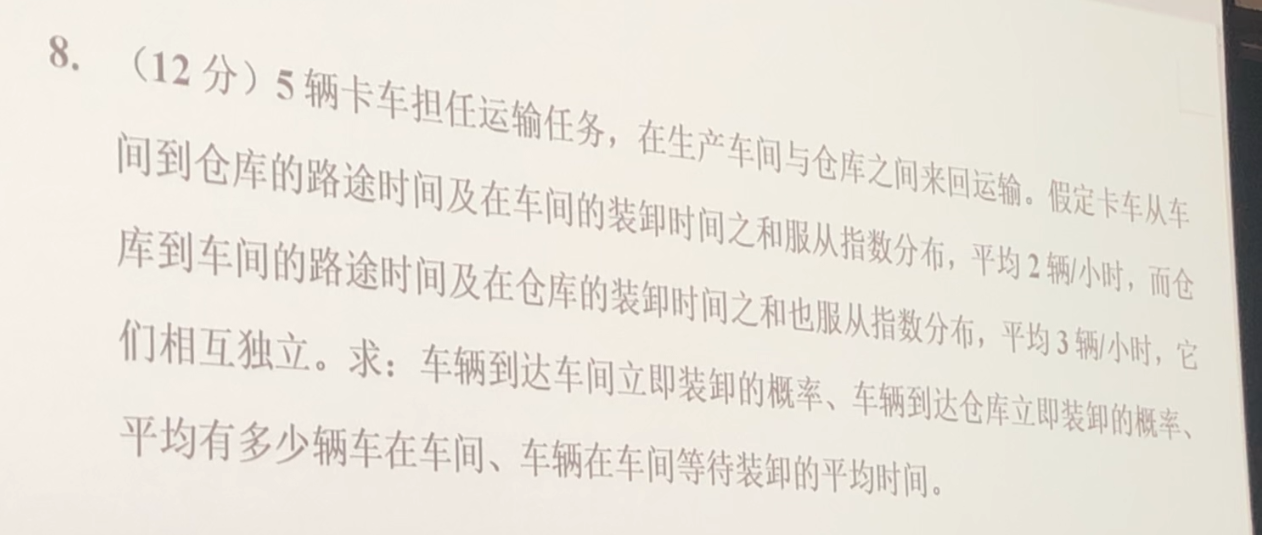 8. （12 分）5 辆卡车担任运输任务，在生产车间与仓库之间来回运输。假定卡车从车
间到仓库的路途时间及在车间的装卸时间之和服从指数分布，平均 2 辆/小时，而仓
库到车间的路途时间及在仓库的装卸时间之和也服从指数分布，平均 3 辆/小时，它
们相互独立。求：车辆到达车间立即装卸的概率、车辆到达仓库立即装卸的概率、
平均有多少辆车在车间、车辆在车间等待装卸的平均时间。